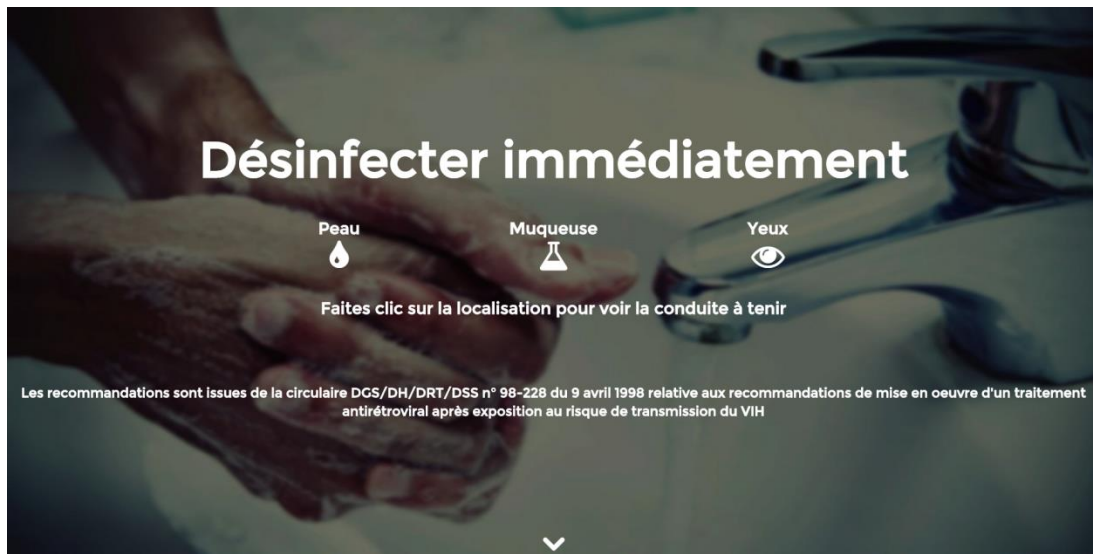 Désinfecter immédiatement
Peau
Muqueuse
Yeux
Faites clic sur la localisation pour voir la conduite à tenir
Les recommandations sont issues de la circulaire DGS/DH/DRT/DSS n° 98-228 du 9 avril 1998 relative aux recommandations de mise en oeuvre d'un traitement
antirétroviral après exposition au risque de transmission du VIH